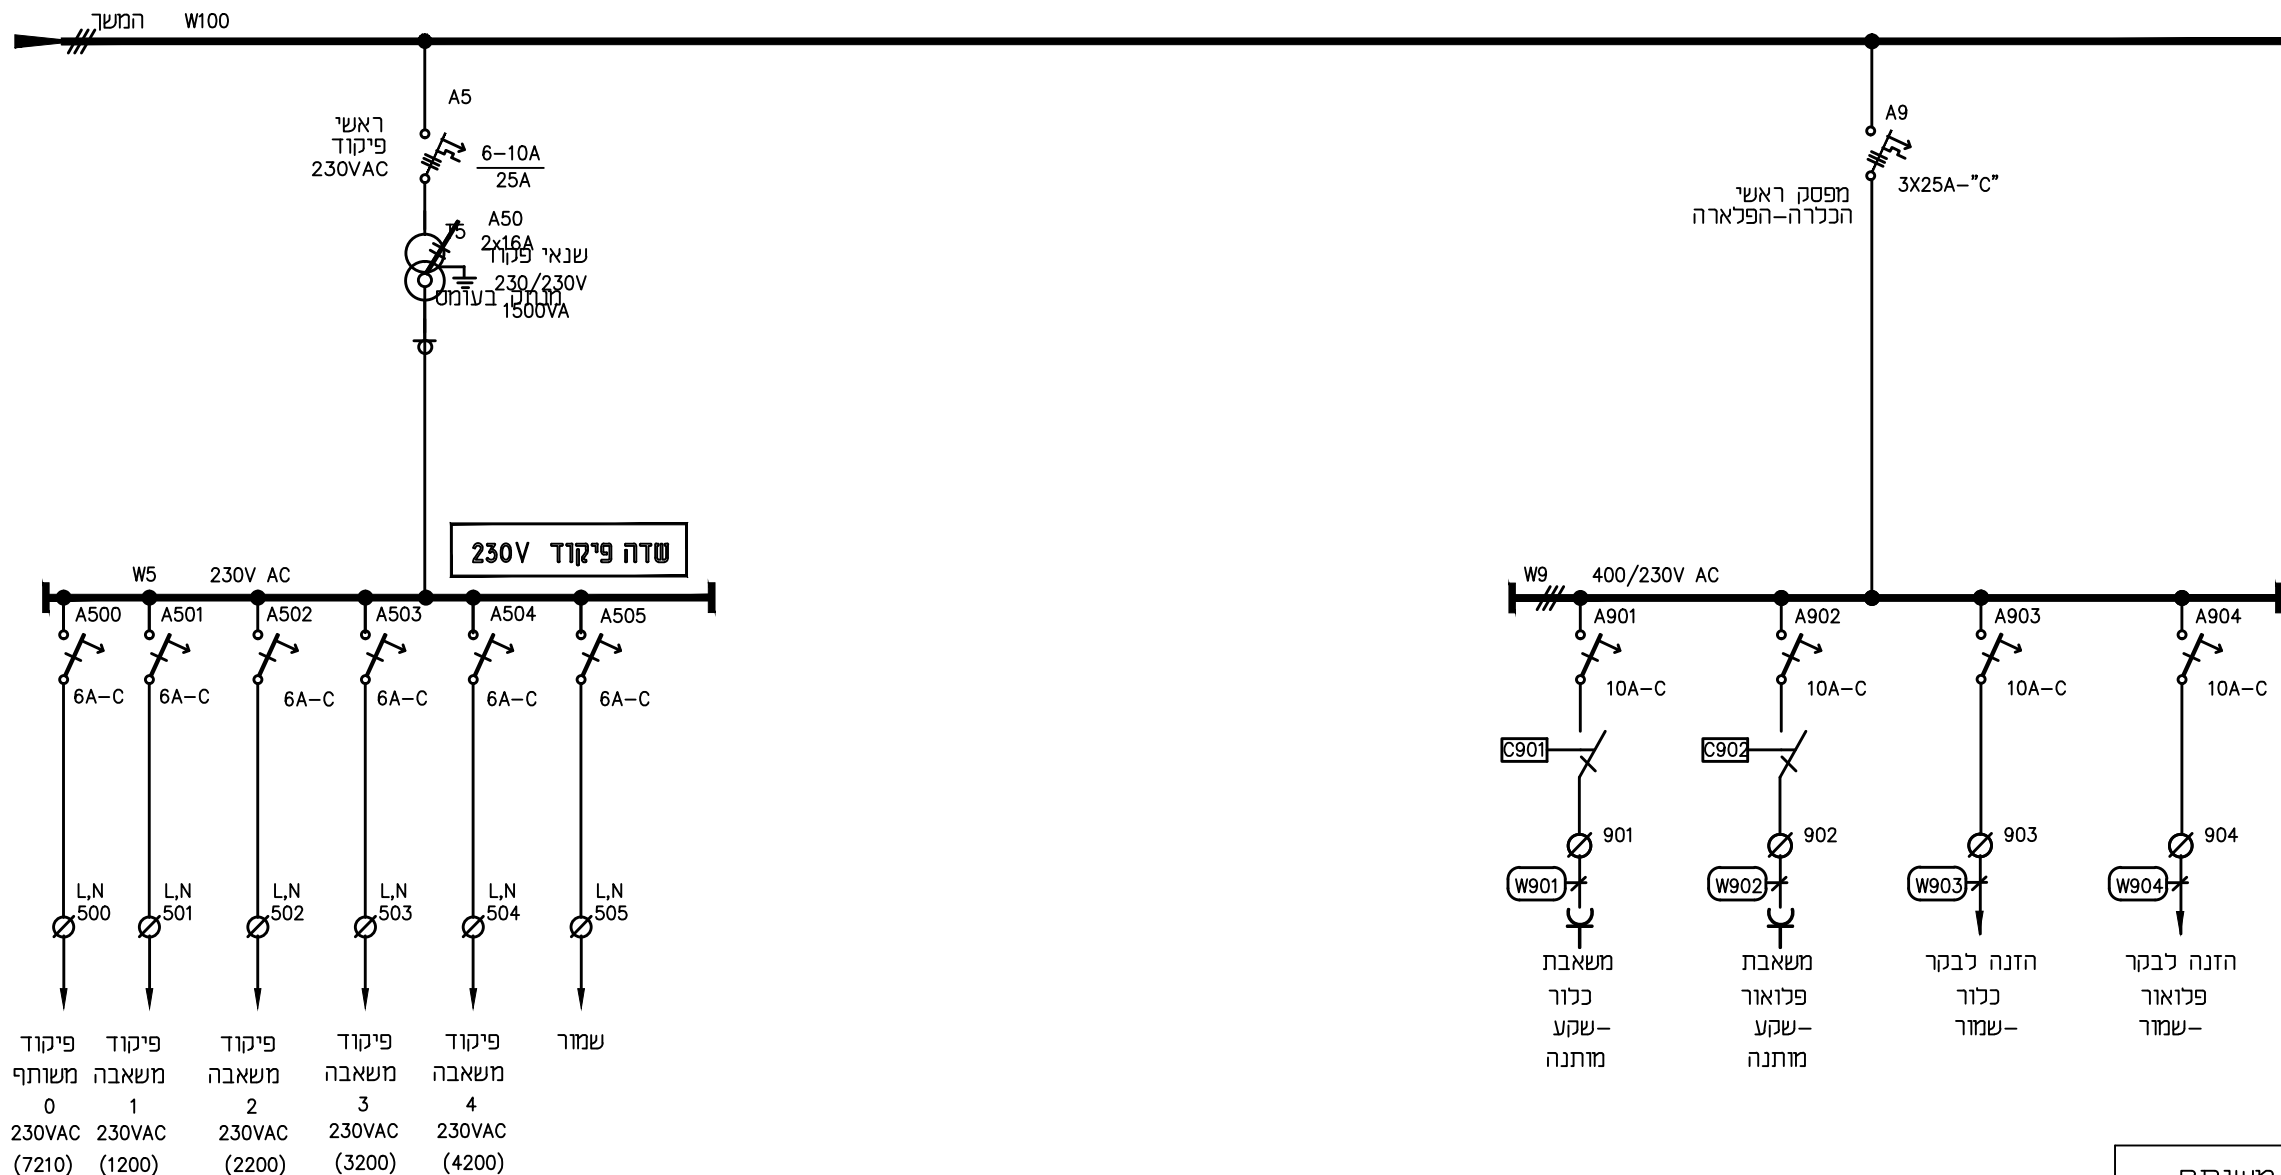 המשך W100
A5
ראשי
פיקוד
230VAC
6-10A
25A
T5
A50
2x16A
שנאי פקוד
230/230V
1500VA
A9
3X25A-"C"
מפסק ראשי
הכלרה-הפלארה
שדה פיקוד 230V
W5 230V AC
A500 A501 A502 A503 A504 A505
6A-C 6A-C 6A-C 6A-C 6A-C 6A-C
L,N L,N L,N L,N L,N L,N
500 501 502 503 504 505
פיקוד
משותף
0
230VAC
(7210)
פיקוד
משאבה
1
230VAC
(1200)
פיקוד
משאבה
2
230VAC
(2200)
פיקוד
משאבה
3
230VAC
(3200)
פיקוד
משאבה
4
230VAC
(4200)
שמור
W9 400/230V AC
A901 A902 A903 A904
10A-C 10A-C 10A-C 10A-C
C901 C902
901 902 903 904
W901 W902 W903 W904
משאבת
כלור
-שקע
מותנה
משאבת
פלואור
-שקע
מותנה
הזנה לבקר
כלור
-שמור
הזנה לבקר
פלואור
-שמור